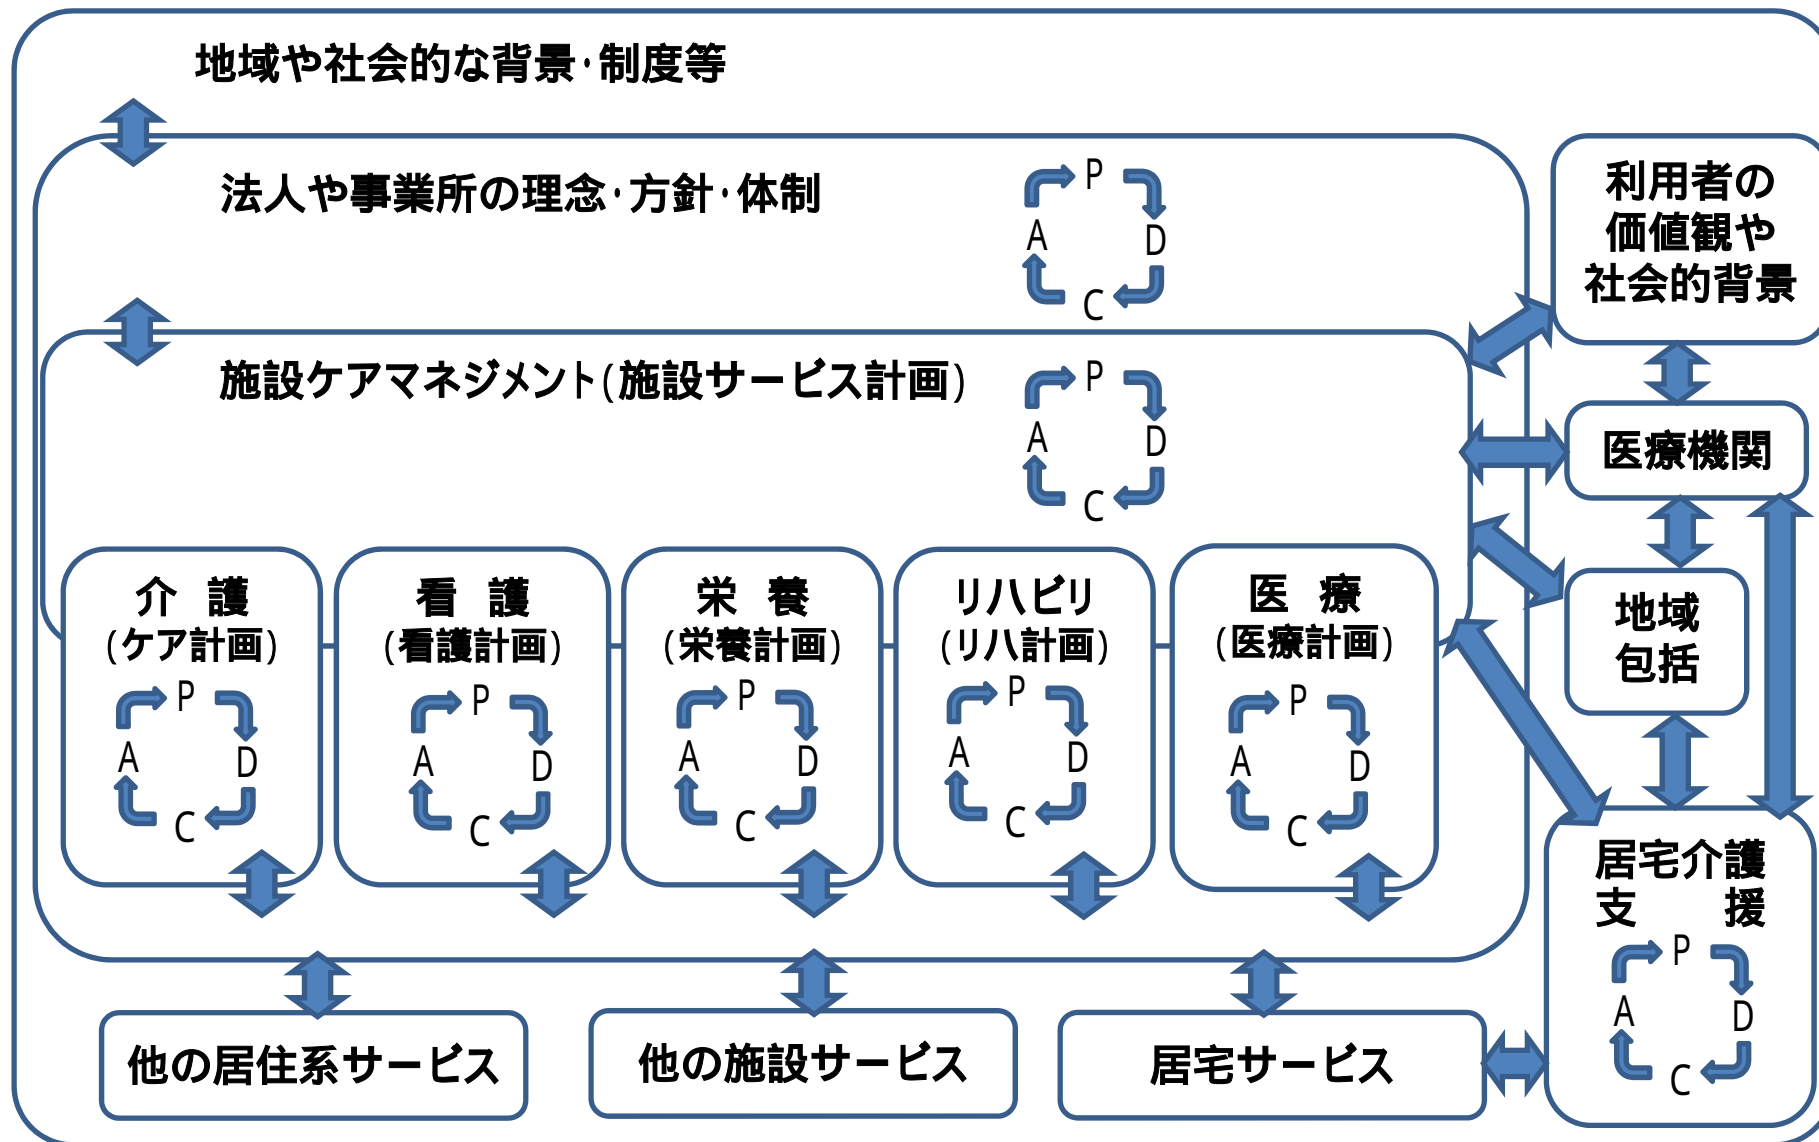 地域や社会的な背景・制度等
法人や事業所の理念・方針・体制
P
A
D
C
利用者の
価値観や
社会的背景
施設ケアマネジメント(施設サービス計画)
P
A
D
C
医療機関
介 護
(ケア計画)
P
A
D
C
看 護
(看護計画)
P
A
D
C
栄 養
(栄養計画)
P
A
D
C
リハビリ
(リハ計画)
P
A
D
C
医 療
(医療計画)
P
A
D
C
地域
包括
居宅介護
支 援
P
A
D
C
他の居住系サービス
他の施設サービス
居宅サービス